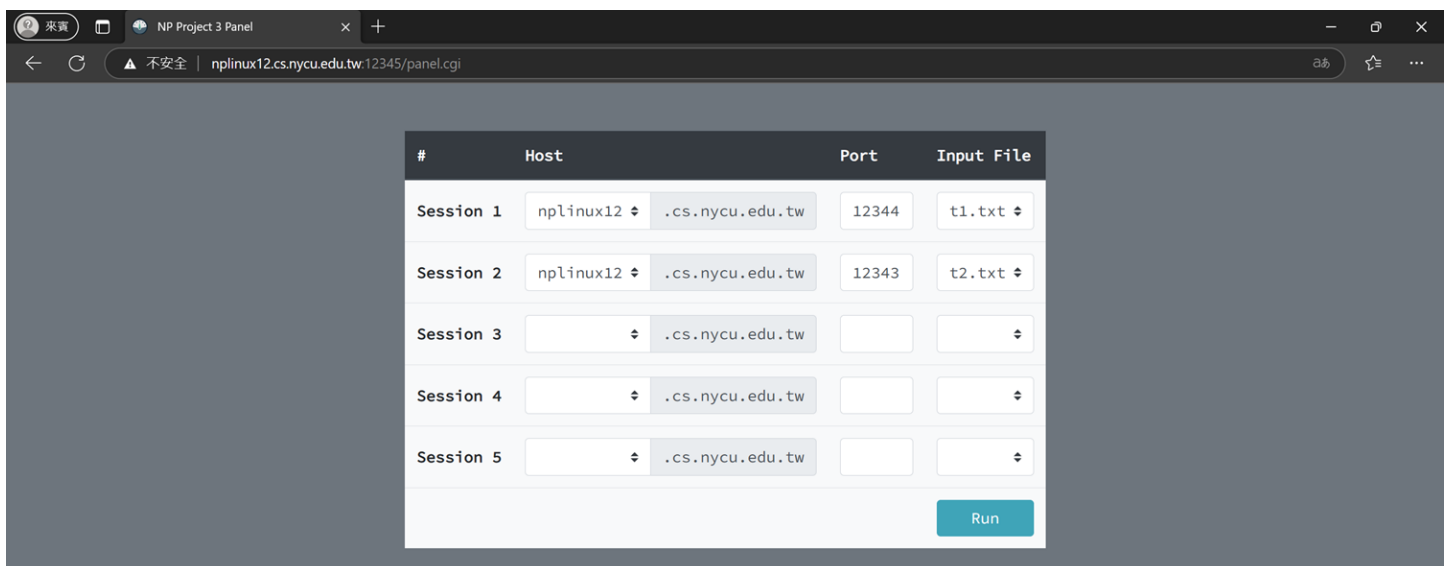 來賓
NP Project 3 Panel
不安全 | nplinux12.cs.nycu.edu.tw:12345/panel.cgi
aあ
# Host Port Input File
Session 1 nplinux12 .cs.nycu.edu.tw 12344 t1.txt
Session 2 nplinux12 .cs.nycu.edu.tw 12343 t2.txt
Session 3 .cs.nycu.edu.tw
Session 4 .cs.nycu.edu.tw
Session 5 .cs.nycu.edu.tw
Run